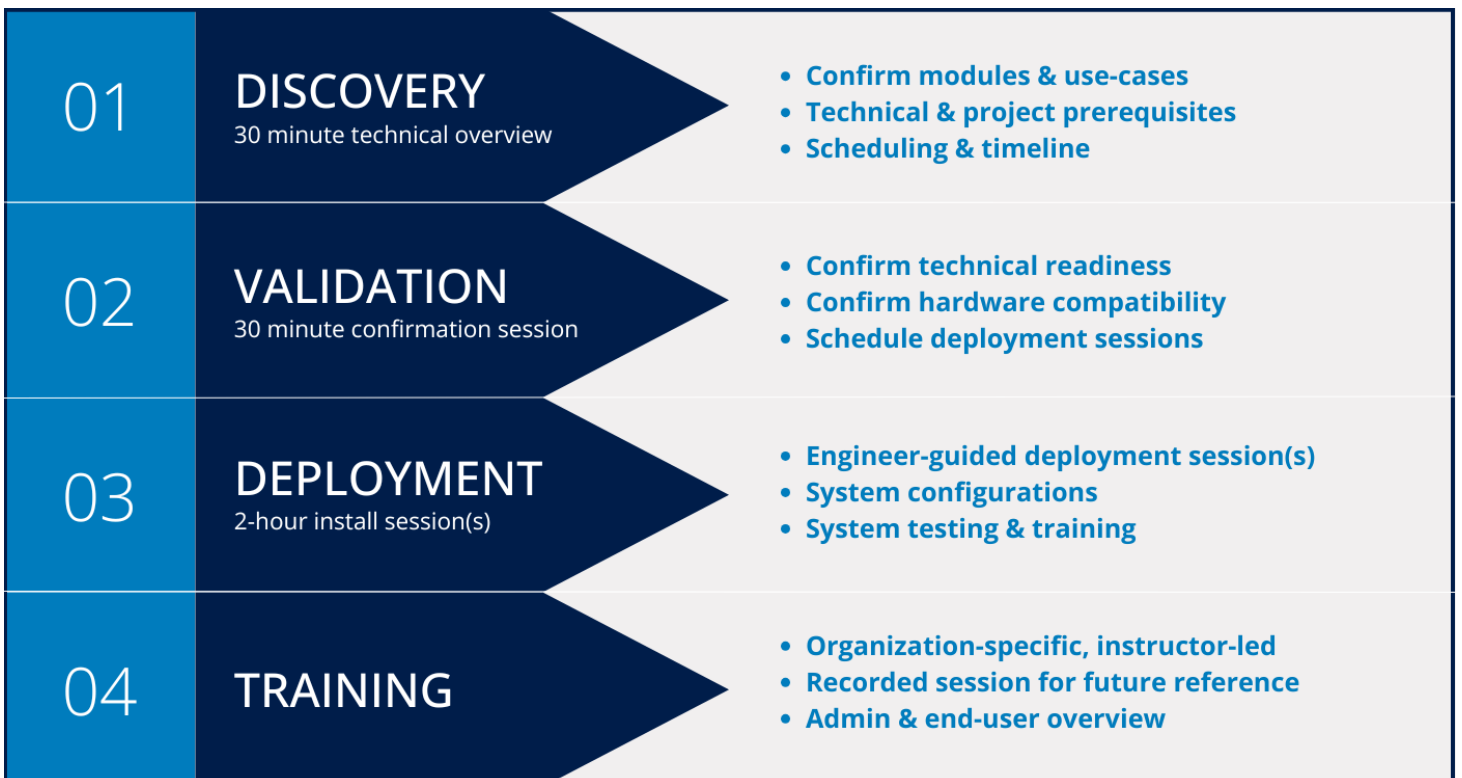 01
DISCOVERY
30 minute technical overview
• Confirm modules & use-cases
• Technical & project prerequisites
• Scheduling & timeline
02
VALIDATION
30 minute confirmation session
• Confirm technical readiness
• Confirm hardware compatibility
• Schedule deployment sessions
03
DEPLOYMENT
2-hour install session(s)
• Engineer-guided deployment session(s)
• System configurations
• System testing & training
04
TRAINING
• Organization-specific, instructor-led
• Recorded session for future reference
• Admin & end-user overview